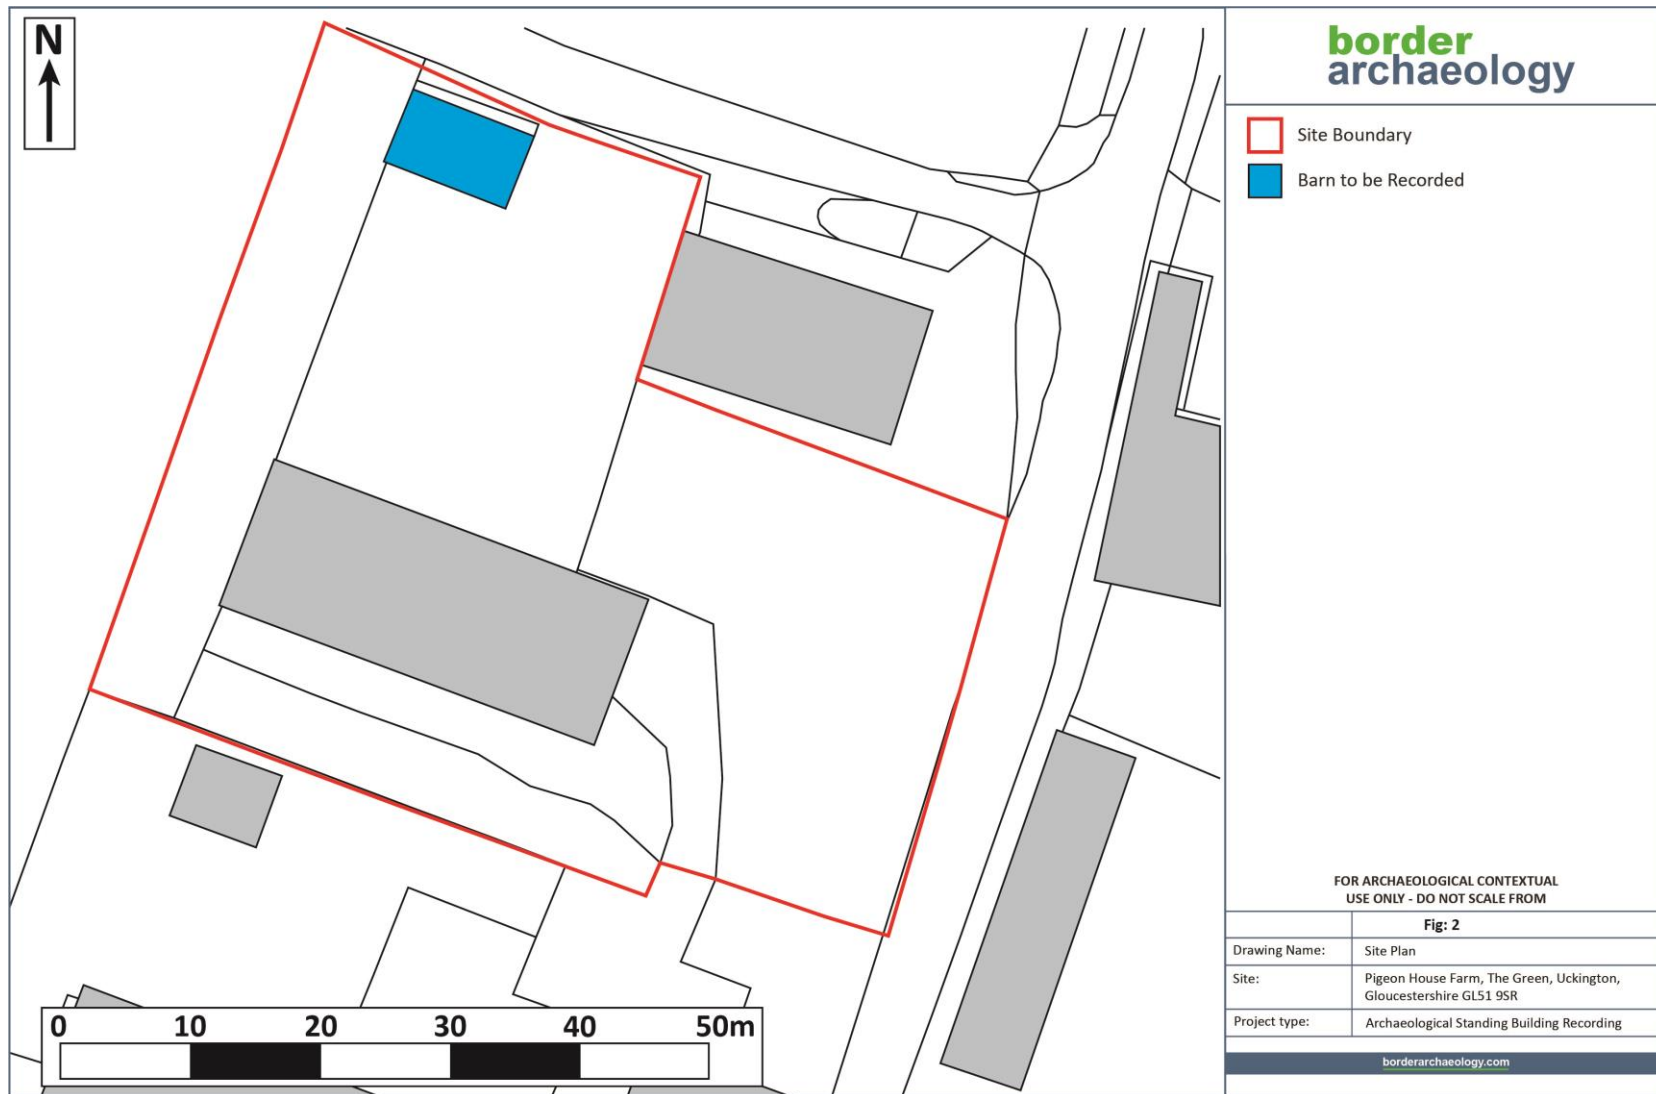 N
border
archaeology
Site Boundary
Barn to be Recorded
0 10 20 30 40 50m
FOR ARCHAEOLOGICAL CONTEXTUAL
USE ONLY - DO NOT SCALE FROM
Fig: 2
Drawing Name: Site Plan
Site: Pigeon House Farm, The Green, Uckington,
Gloucestershire GL51 9SR
Project type: Archaeological Standing Building Recording
borderarchaeology.com